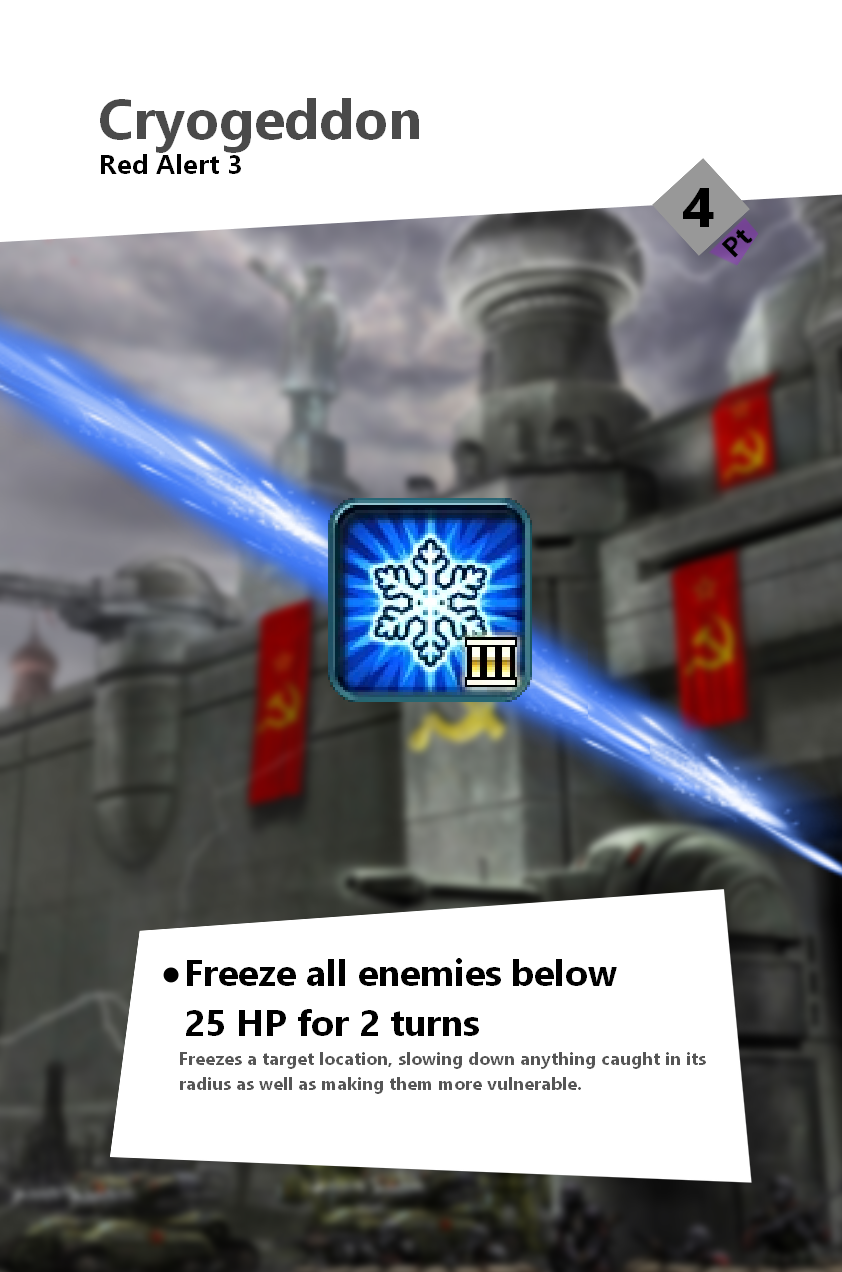 Cryogeddon
Red Alert 3
4
Pt
III
•Freeze all enemies below
25 HP for 2 turns
Freezes a target location, slowing down anything caught in its
radius as well as making them more vulnerable.